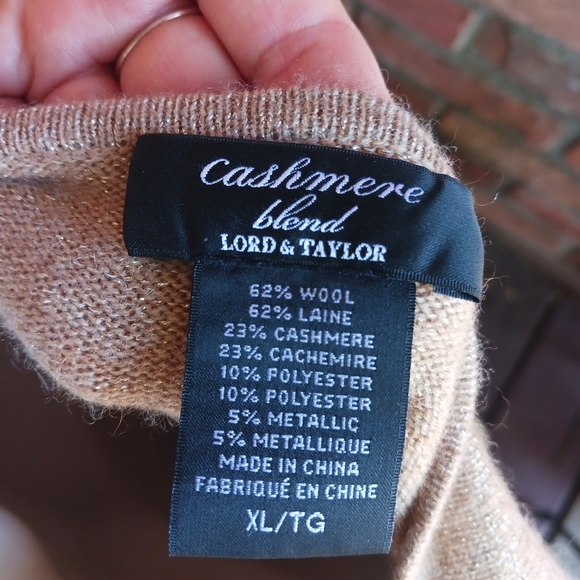 Cashmere
blend
LORD & TAYLOR
62% WOOL
62% LAINE
23% CASHMERE
23% CACHEMIRE
10% POLYESTER
10% POLYESTER
5% METALLIC
5% METALLIQUE
MADE IN CHINA
FABRIQUÉ EN CHINE
XL/TG